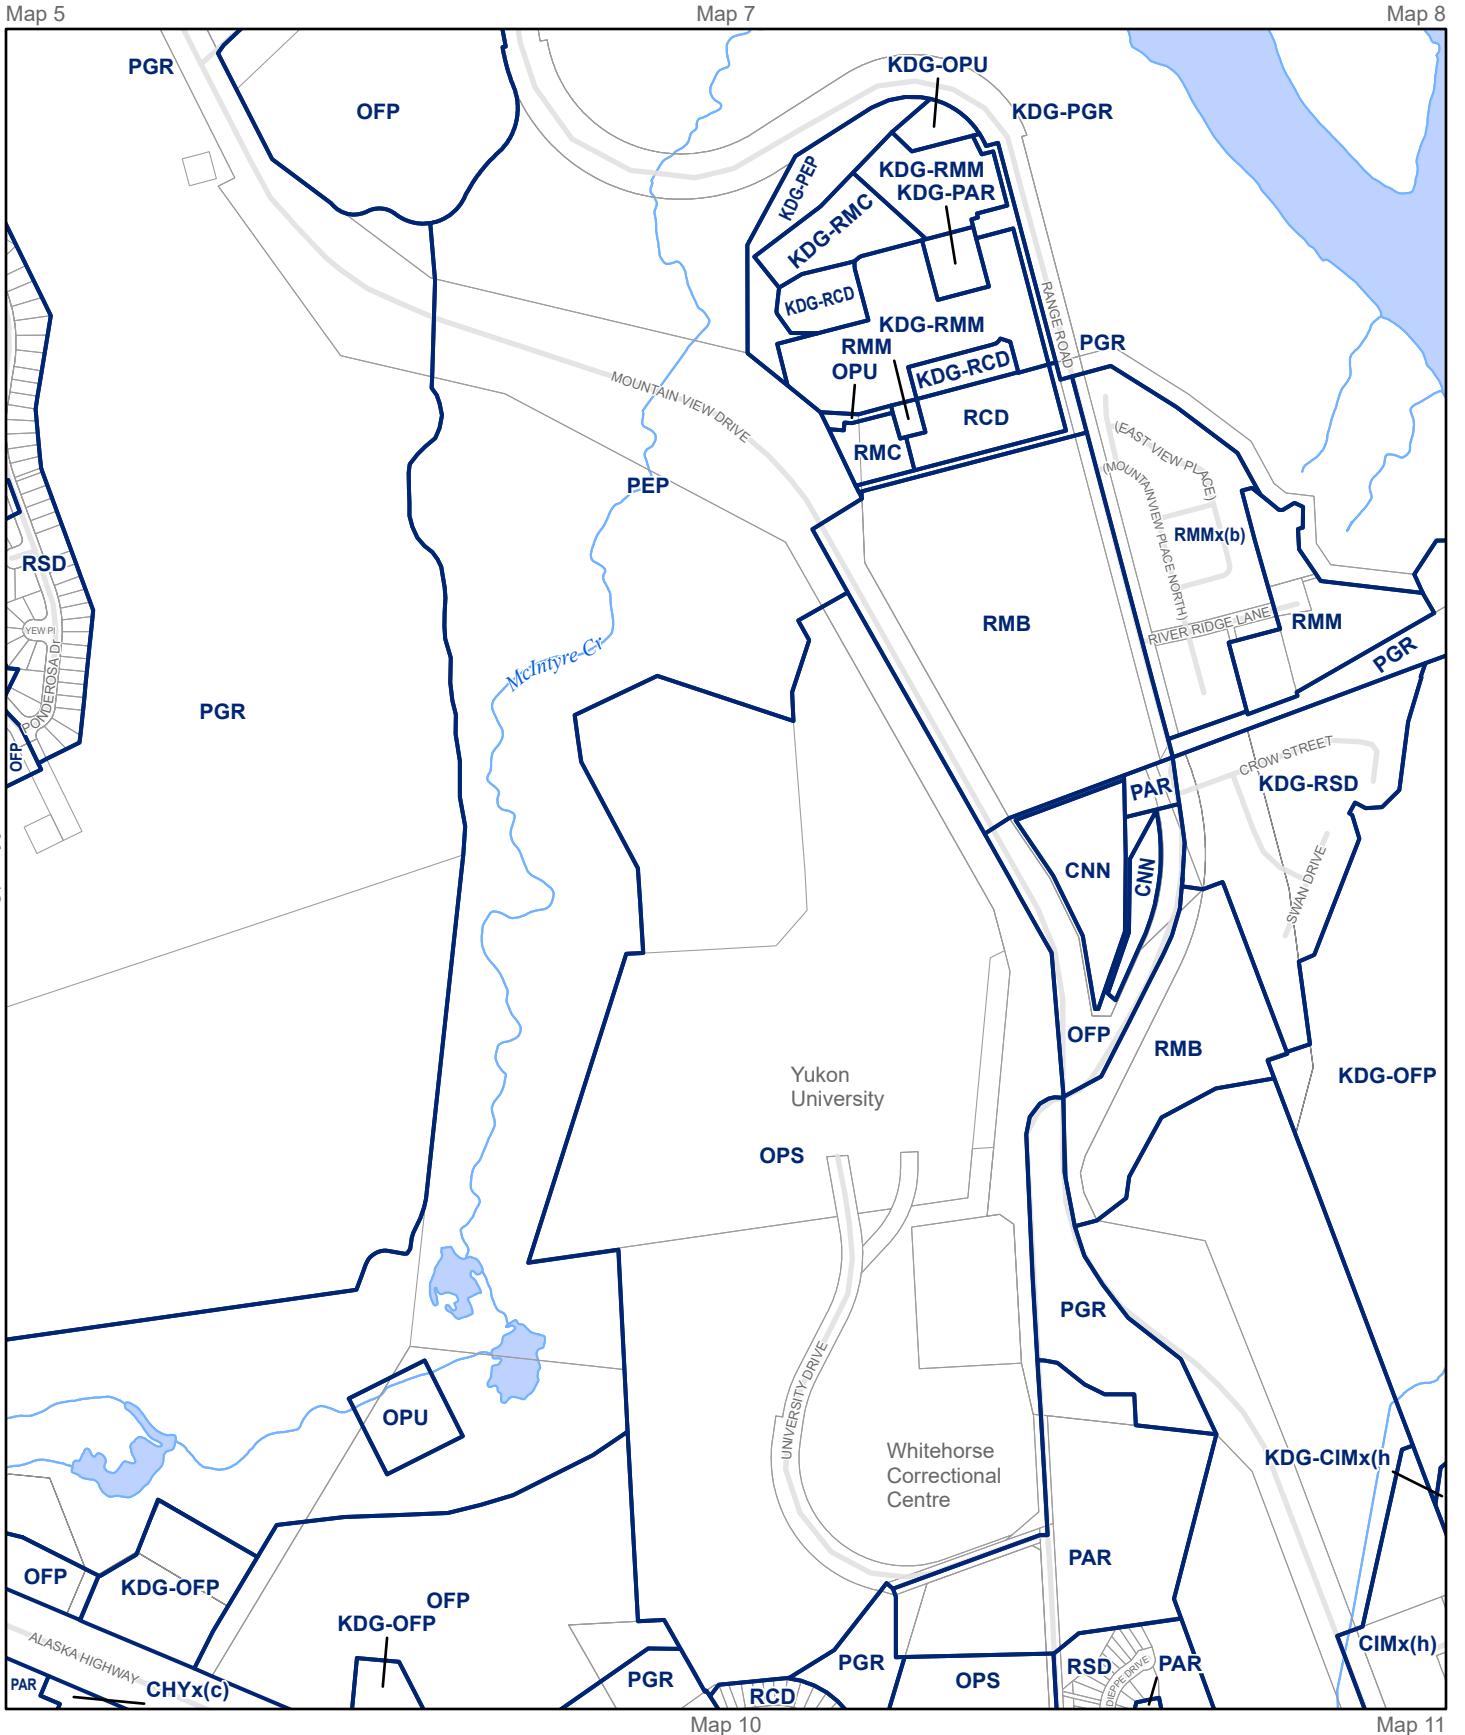 Map 5
Map 7
Map 8
PGR
OFP
KDG-OPU
KDG-PGR
KDG-PEP
KDG-RMM
KDG-PAR
KDG-RMC
KDG-RCD
KDG-RMM
RANGE ROAD
PGR
RMM
OPU
KDG-RCD
RCD
RMC
MOUNTAIN VIEW DRIVE
(EAST VIEW PLACE)
(MOUNTAINVIEW PLACE NORTH)
PEP
RMMx(b)
RSD
YEW Pl
PONDEROSA Dr
OFP
RMB
RIVER RIDGE LANE
RMM
PGR
McIntyre Cr
PGR
CROW STREET
KDG-RSD
PAR
CNN
CNN
SWAN DRIVE
OFP
RMB
KDG-OFP
Yukon
University
OPS
PGR
UNIVERSITY DRIVE
OPU
Whitehorse
Correctional
Centre
KDG-CIMx(h
PAR
OFP
KDG-OFP
OFP
KDG-OFP
ALASKA HIGHWAY
PAR
CHYx(c)
PGR
RCD
PGR
OPS
RSD
DIEPPE DRIVE
PAR
CIMx(h)
Map 10
Map 11